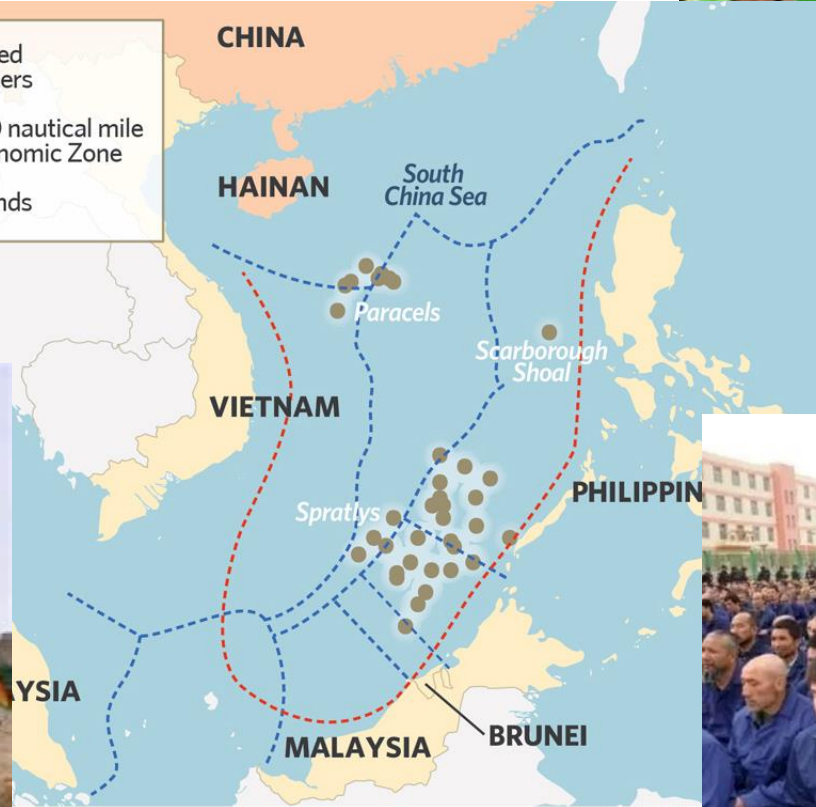 CHINA
ed
ers
nautical mile
nomic Zone
nds
HAINAN
South
China Sea
Paracels
Scarborough
Shoal
VIETNAM
PHILIPPIN
Spratlys
AYSIA
MALAYSIA
BRUNEI